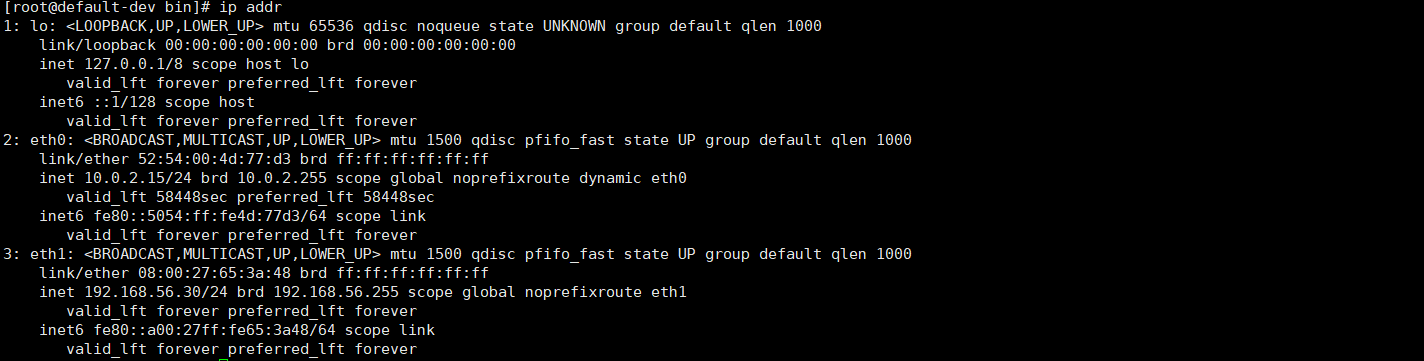 [root@default-dev bin]# ip addr
1: lo: <LOOPBACK,UP,LOWER_UP> mtu 65536 qdisc noqueue state UNKNOWN group default qlen 1000
    link/loopback 00:00:00:00:00:00 brd 00:00:00:00:00:00
    inet 127.0.0.1/8 scope host lo
       valid_lft forever preferred_lft forever
    inet6 ::1/128 scope host
       valid_lft forever preferred_lft forever
2: eth0: <BROADCAST,MULTICAST,UP,LOWER_UP> mtu 1500 qdisc pfifo_fast state UP group default qlen 1000
    link/ether 52:54:00:4d:77:d3 brd ff:ff:ff:ff:ff:ff
    inet 10.0.2.15/24 brd 10.0.2.255 scope global noprefixroute dynamic eth0
       valid_lft 58448sec preferred_lft 58448sec
    inet6 fe80::5054:ff:fe4d:77d3/64 scope link
       valid_lft forever preferred_lft forever
3: eth1: <BROADCAST,MULTICAST,UP,LOWER_UP> mtu 1500 qdisc pfifo_fast state UP group default qlen 1000
    link/ether 08:00:27:65:3a:48 brd ff:ff:ff:ff:ff:ff
    inet 192.168.56.30/24 brd 192.168.56.255 scope global noprefixroute eth1
       valid_lft forever preferred_lft forever
    inet6 fe80::a00:27ff:fe65:3a48/64 scope link
       valid_lft forever preferred_lft forever